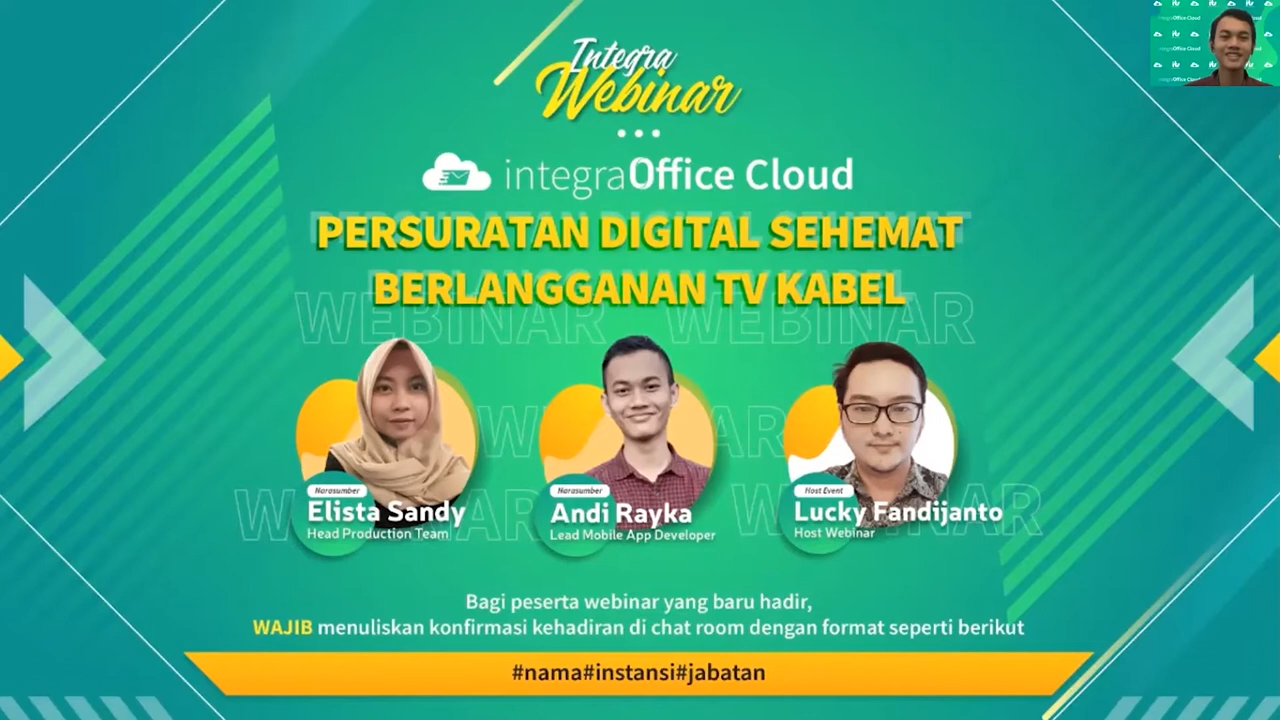 Integra
Webinar
integraOffice Cloud
PERSURATAN DIGITAL SEHEMAT
BERLANGGANAN TV KABEL
WEBINAR WEBINAR
Narasumber
Elista Sandy
Head Production Team
Narasumber
Andi Rayka
Lead Mobile App Developer
Host Event
Lucky Fandijanto
Host Webinar
Bagi peserta webinar yang baru hadir,
WAJIB menuliskan konfirmasi kehadiran di chat room dengan format seperti berikut
#nama#instansi#jabatan